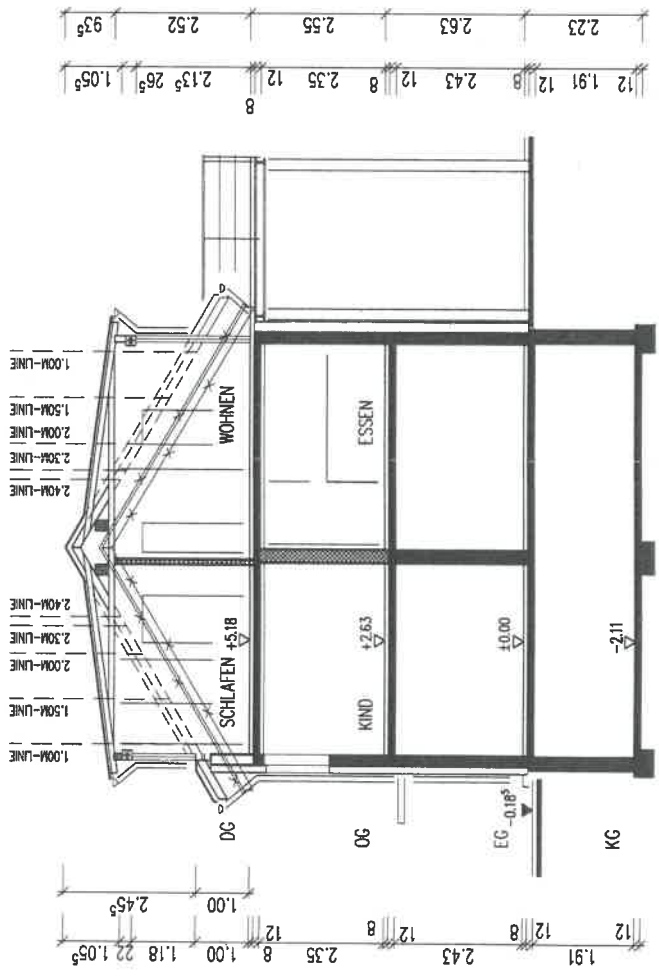 93⁵ 2.52 2.55 2.63 2.23
1.05⁵ 26⁵ 2.13⁵ 8 12 2.35 8 12 2.43 8 12 1.91 12
1.00M-LINIE
1.50M-LINIE
2.00M-LINIE
2.30M-LINIE
2.40M-LINIE
2.40M-LINIE
2.30M-LINIE
2.00M-LINIE
1.50M-LINIE
1.00M-LINIE
D
WOHNEN
ESSEN
SCHLAFEN +5.18
KIND +2.63
±0.00
-2.11
D
DG
OG
EG -0.18⁵
KG
2.45⁵ 1.00
1.05⁵ 22 1.18 1.00 8 12 2.35 8 12 2.43 8 12 1.91 12